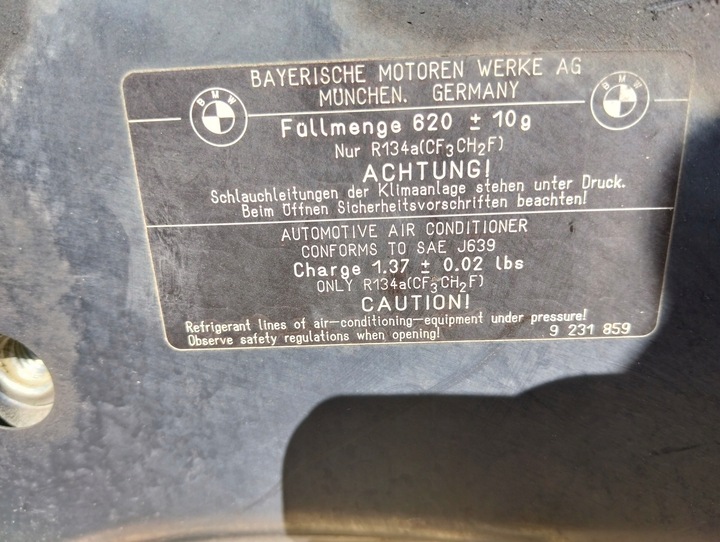 BAYERISCHE MOTOREN WERKE AG
MÜNCHEN. GERMANY
BMW
BMW
Füllmenge 620 ± 10g
Nur R134a(CF₃CH₂F)
ACHTUNG!
Schlauchleitungen der Klimaanlage stehen unter Druck.
Beim Öffnen Sicherheitsvorschriften beachten!
AUTOMOTIVE AIR CONDITIONER
CONFORMS TO SAE J639
Charge 1.37 ± 0.02 lbs
ONLY R134a(CF₃CH₂F)
CAUTION!
Refrigerant lines of air-conditioning-equipment under pressure!
Observe safety regulations when opening!
9 231 859